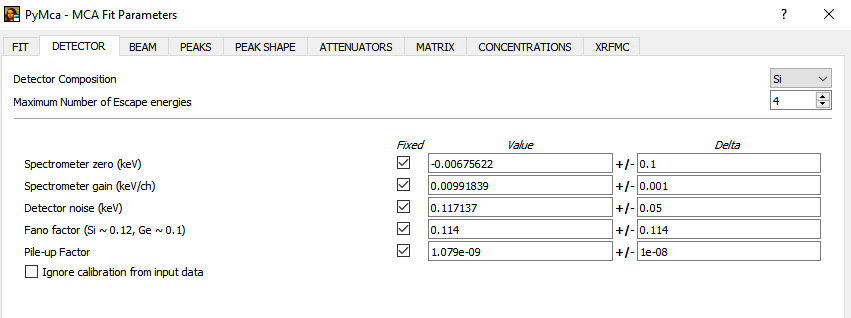 PyMca - MCA Fit Parameters
FIT DETECTOR BEAM PEAKS PEAK SHAPE ATTENUATORS MATRIX CONCENTRATIONS XRFMC
Detector Composition Si
Maximum Number of Escape energies 4
Fixed Value Delta
Spectrometer zero (keV) -0.00675622 +/- 0.1
Spectrometer gain (keV/ch) 0.00991839 +/- 0.001
Detector noise (keV) 0.117137 +/- 0.05
Fano factor (Si ~ 0.12, Ge ~ 0.1) 0.114 +/- 0.114
Pile-up Factor 1.079e-09 +/- 1e-08
Ignore calibration from input data